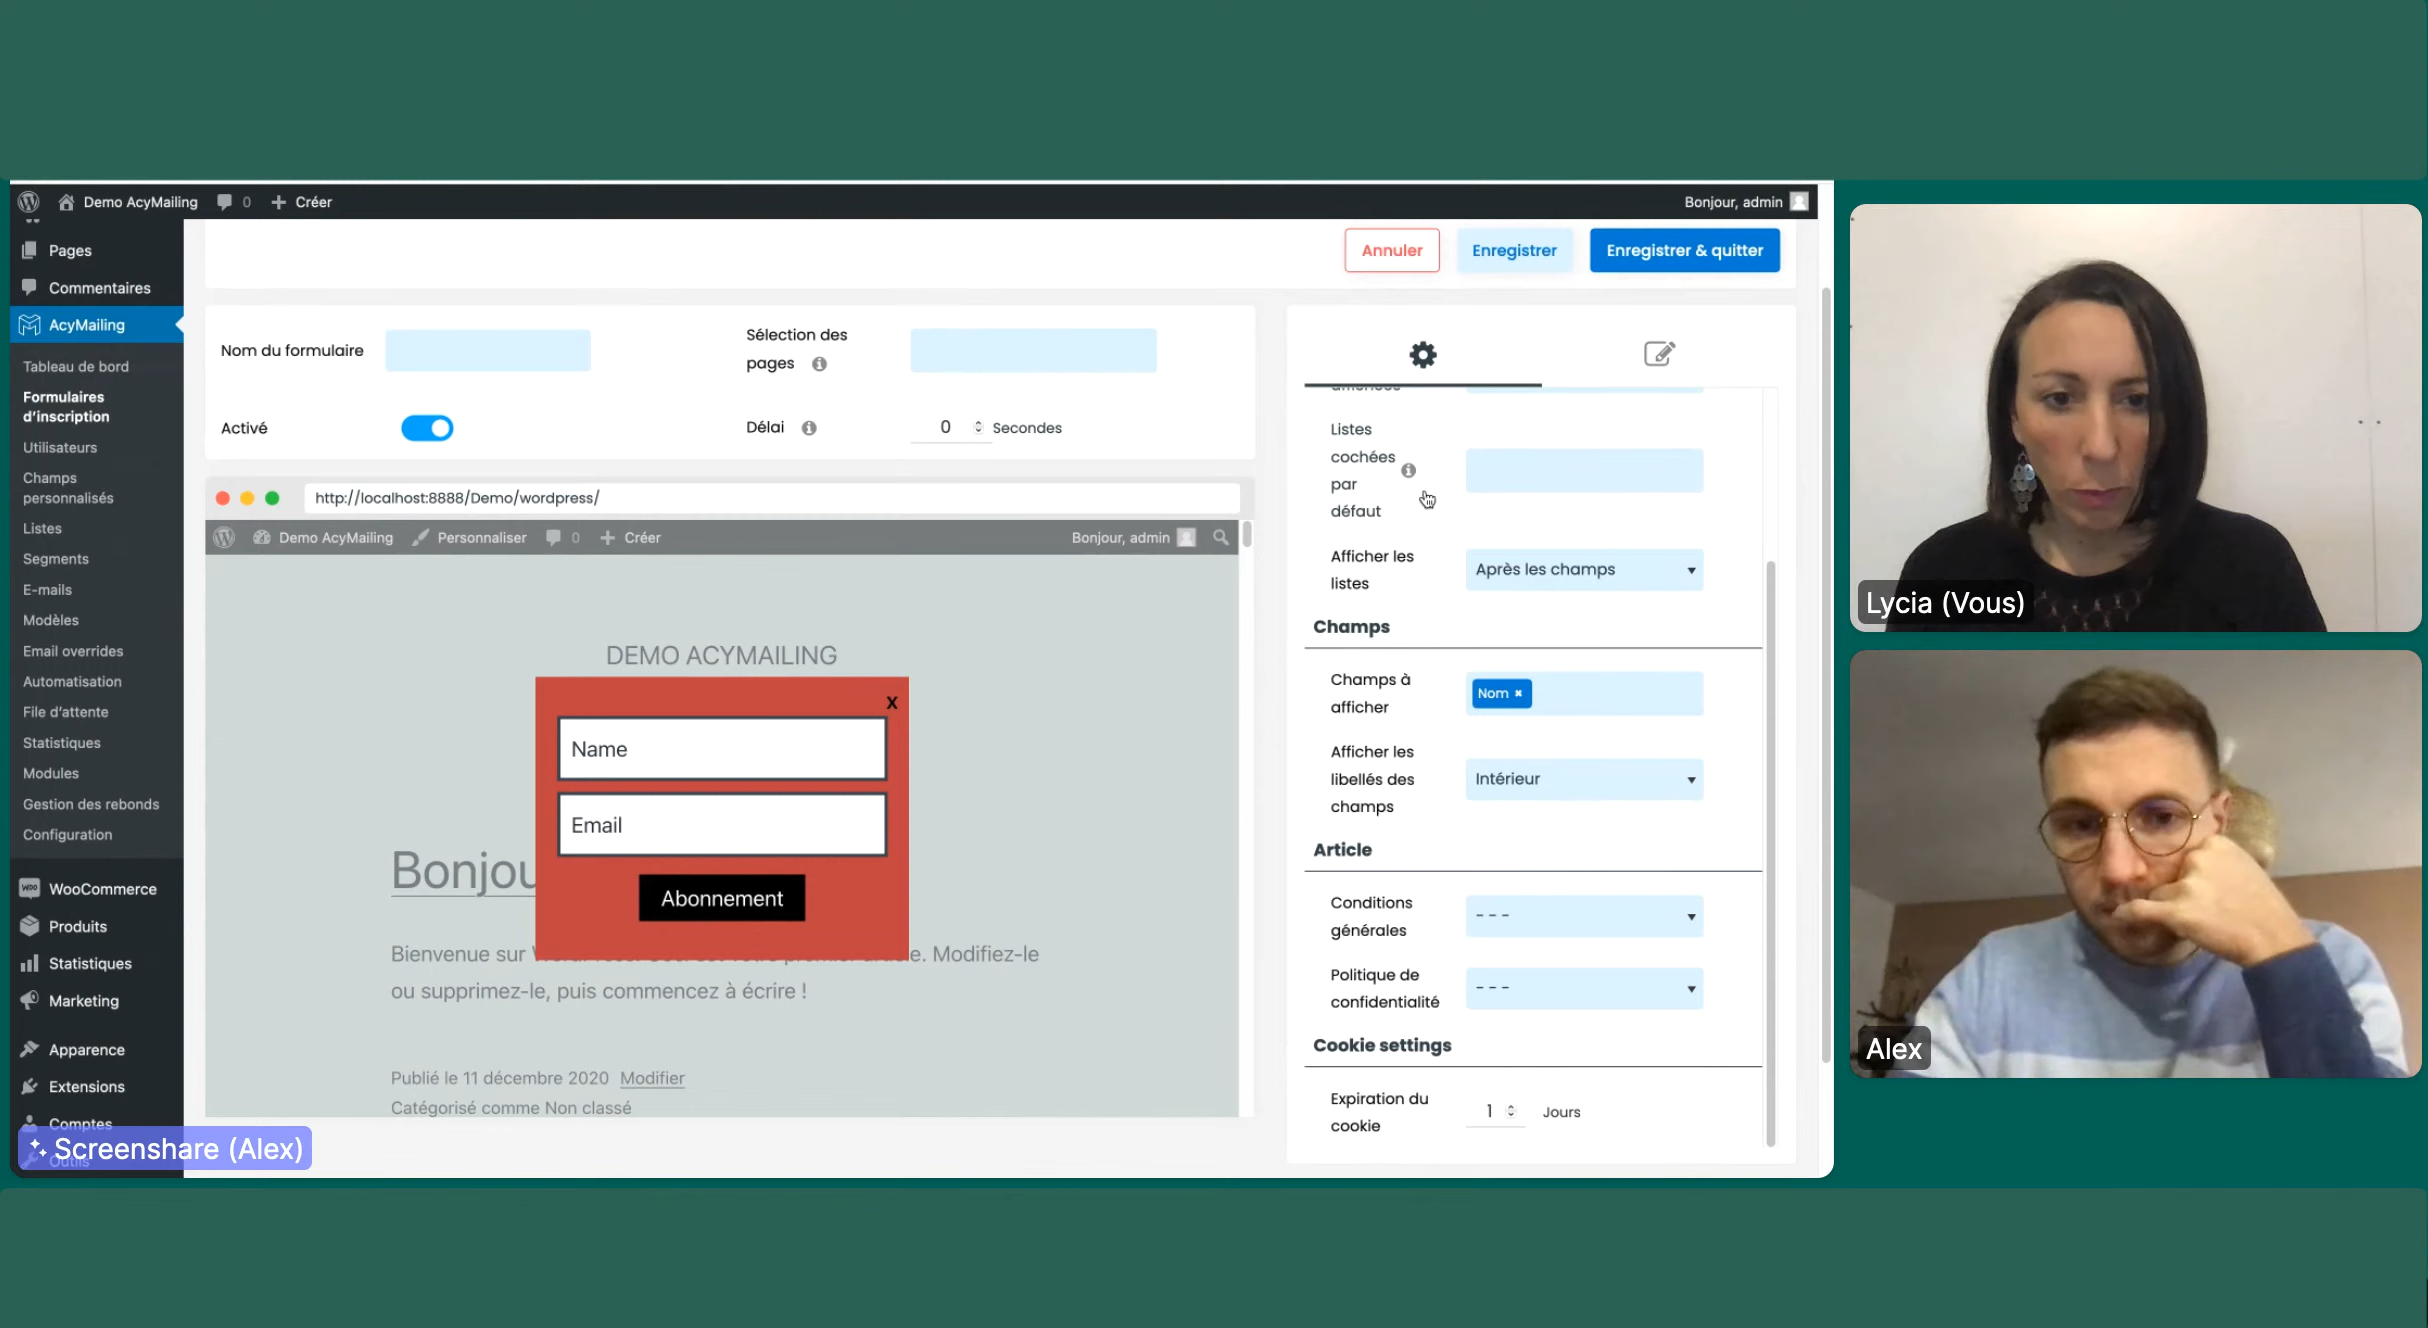 Demo AcyMailing
0
Créer
Bonjour, admin
Pages
Commentaires
AcyMailing
Tableau de bord
Formulaires
d'inscription
Utilisateurs
Champs
personnalisés
Listes
Segments
E-mails
Modèles
Email overrides
Automatisation
File d'attente
Statistiques
Modules
Gestion des rebonds
Configuration
WooCommerce
Produits
Statistiques
Marketing
Apparence
Extensions
Comptes
Outils
Screenshare (Alex)
Annuler
Enregistrer
Enregistrer & quitter
Nom du formulaire
Sélection des
pages
Activé
Délai
0
Secondes
http://localhost:8888/Demo/wordpress/
Demo AcyMailing
Personnaliser
0
Créer
Bonjour, admin
DEMO ACYMAILING
X
Name
Email
Abonnement
Bonjou
Bienvenue sur
e. Modifiez-le
ou supprimez-le, puis commencez à écrire !
Publié le 11 décembre 2020 Modifier
Catégorisé comme Non classé
Listes
cochées
par
défaut
Afficher les
listes
Après les champs
Champs
Champs à
afficher
Nom ×
Afficher les
libellés des
champs
Intérieur
Article
Conditions
générales
- - -
Politique de
confidentialité
- - -
Cookie settings
Expiration du
cookie
1
Jours
Lycia (Vous)
Alex